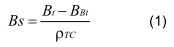 Bs = (Bt − BBt) / ρTC (1)